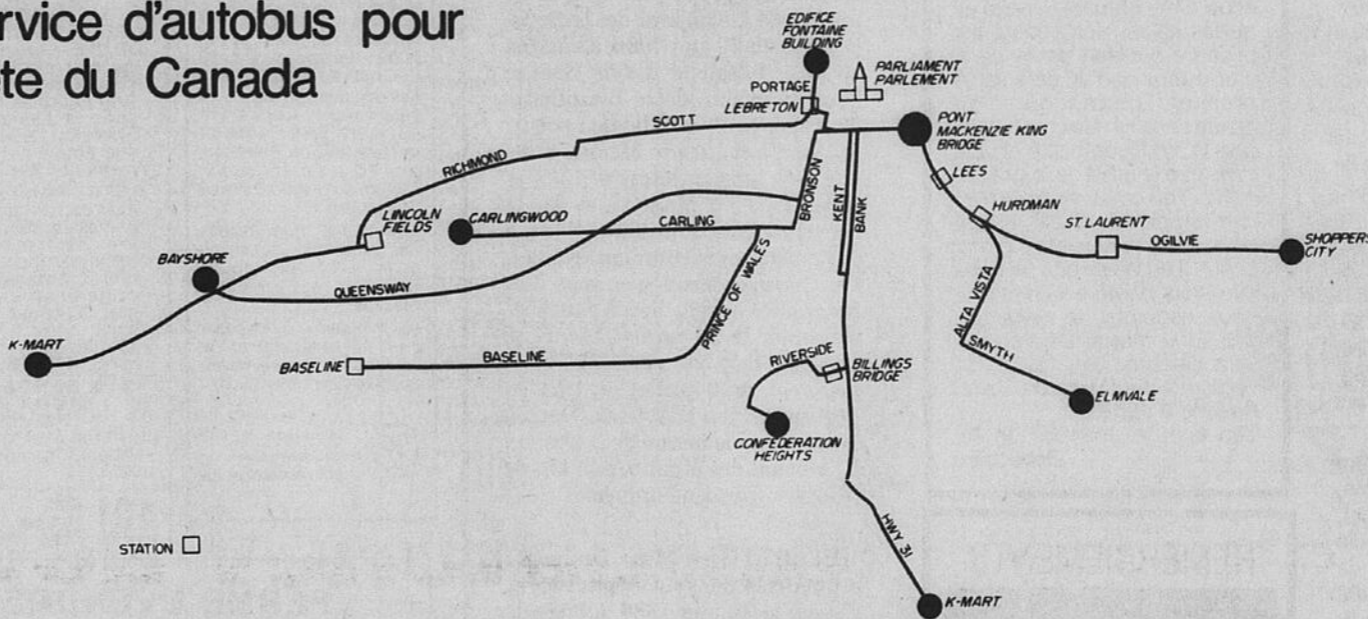 rvice d'autobus pour
te du Canada
EDIFICE
FONTAINE
BUILDING
PARLIAMENT
PARLEMENT
PORTAGE
LEBRETON
SCOTT
PONT
MACKENZIE KING
BRIDGE
RICHMOND
LEES
LINCOLN
FIELDS
CARLINGWOOD
CARLING
BRONSON
KENT
BANK
HURDMAN
ST. LAURENT
OGILVIE
SHOPPERS
CITY
BAYSHORE
QUEENSWAY
PRINCE OF WALES
ALTA VISTA
SMYTH
K-MART
BASELINE
BASELINE
RIVERSIDE
BILLINGS
BRIDGE
ELMVALE
CONFEDERATION
HEIGHTS
HWY 31
STATION
K-MART